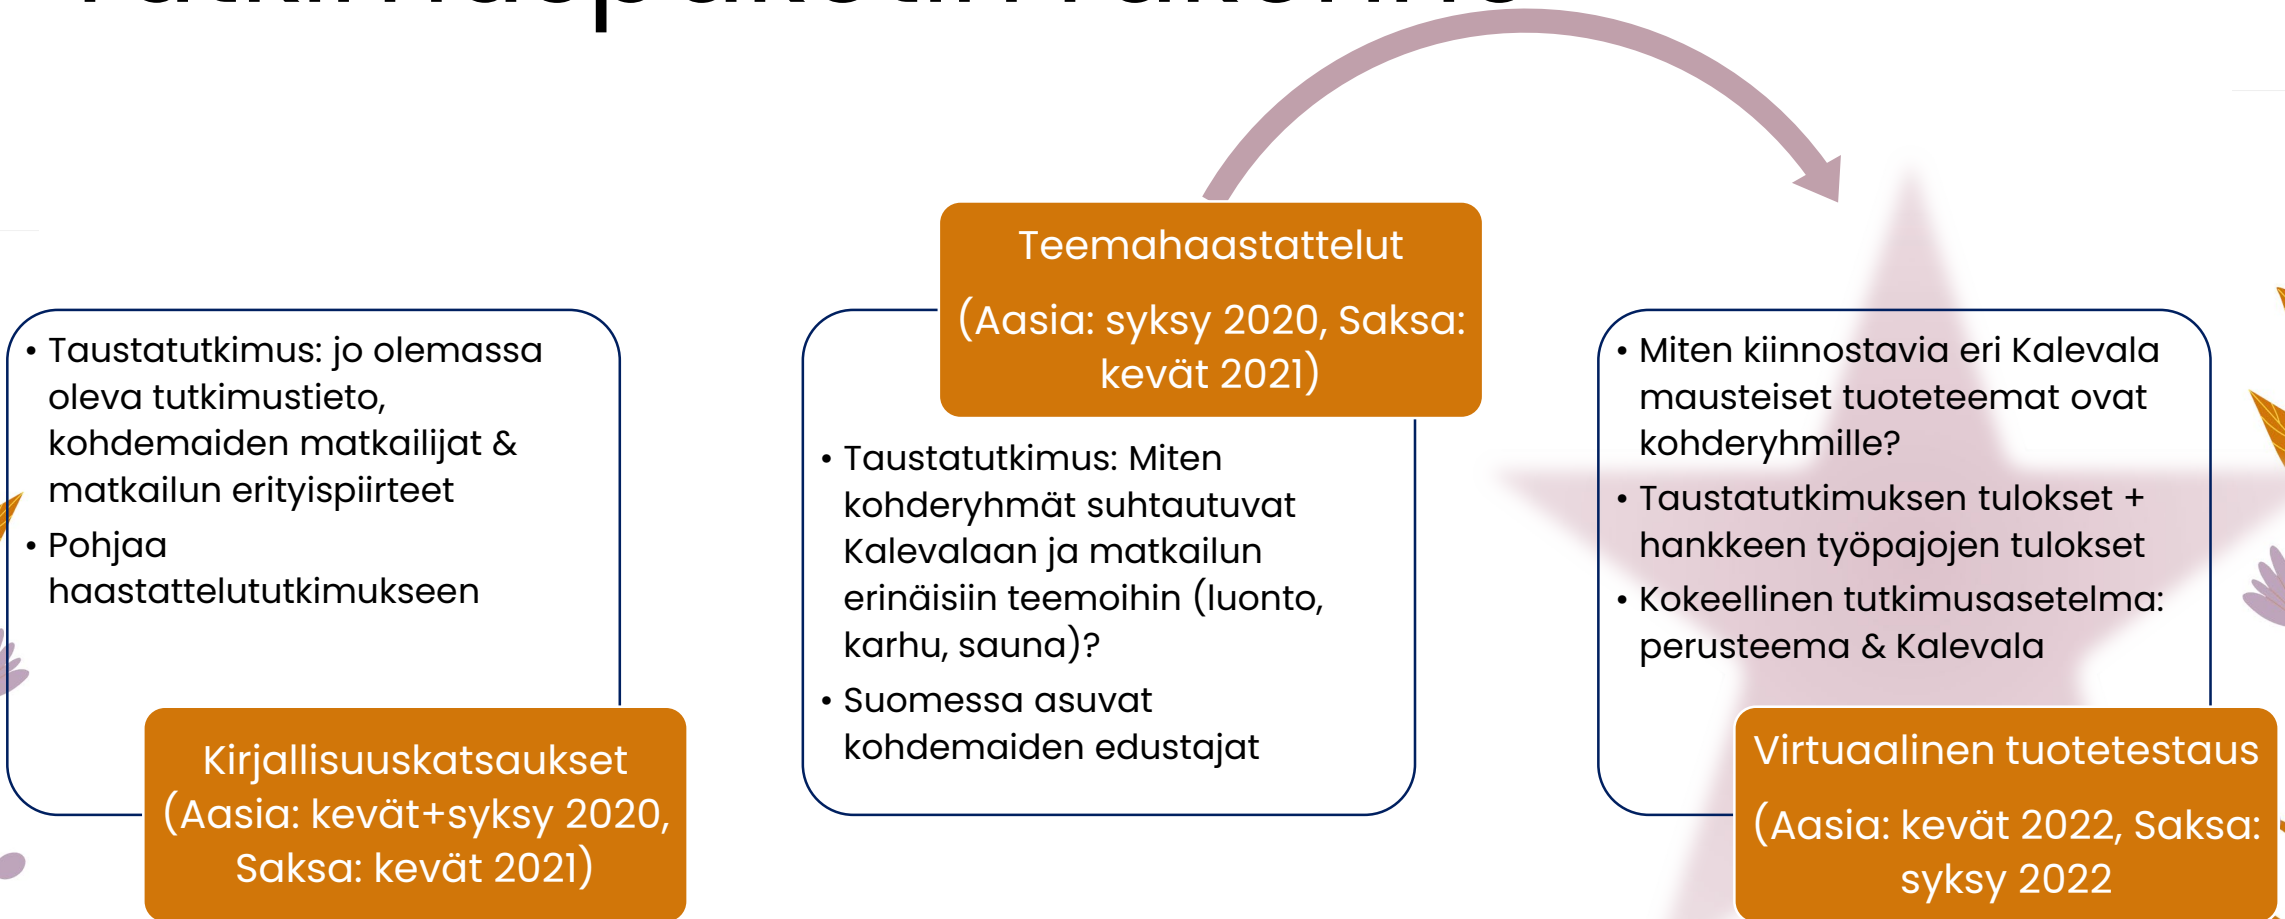 • Taustatutkimus: jo olemassa
oleva tutkimustieto,
kohdemaiden matkailijat &
matkailun erityispiirteet
• Pohjaa
haastattelututkimukseen
Kirjallisuuskatsaukset
(Aasia: kevät+syksy 2020,
Saksa: kevät 2021)
Teemahaastattelut
(Aasia: syksy 2020, Saksa:
kevät 2021)
• Taustatutkimus: Miten
kohderyhmät suhtautuvat
Kalevalaan ja matkailun
erinäisiin teemoihin (luonto,
karhu, sauna)?
• Suomessa asuvat
kohdemaiden edustajat
• Miten kiinnostavia eri Kalevala
mausteiset tuoteteemat ovat
kohderyhmille?
• Taustatutkimuksen tulokset +
hankkeen työpajojen tulokset
• Kokeellinen tutkimusasetelma:
perusteema & Kalevala
Virtuaalinen tuotetestaus
(Aasia: kevät 2022, Saksa:
syksy 2022